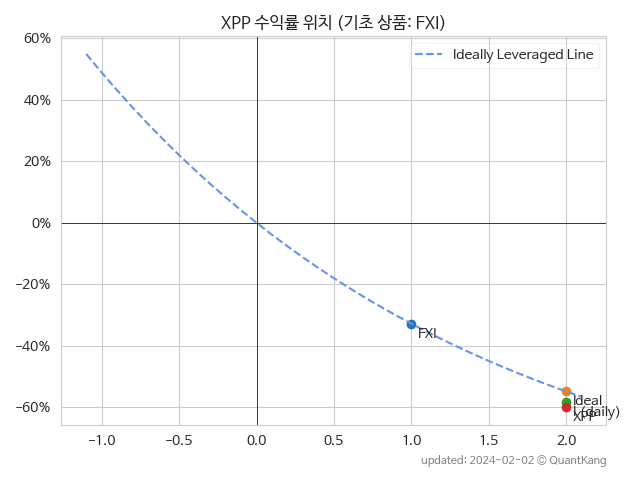 XPP 수익률 위치 (기초 상품: FXI)
Ideally Leveraged Line
60%
40%
20%
0%
−20%
−40%
−60%
FXI
Ideal
(daily)
XPP
−1.0
−0.5
0.0
0.5
1.0
1.5
2.0
updated: 2024-02-02 © QuantKang